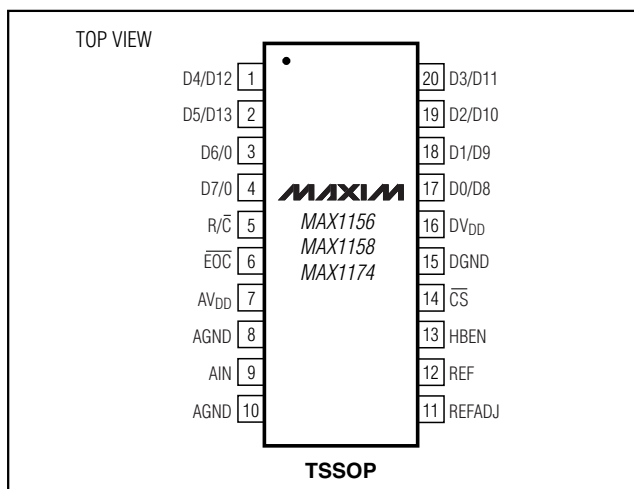 TOP VIEW
D4/D12 1
D5/D13 2
D6/0 3
D7/0 4
R/C̅ 5
E̅O̅C̅ 6
AVDD 7
AGND 8
AIN 9
AGND 10
MAXIM
MAX1156
MAX1158
MAX1174
20 D3/D11
19 D2/D10
18 D1/D9
17 D0/D8
16 DVDD
15 DGND
14 C̅S̅
13 HBEN
12 REF
11 REFADJ
TSSOP